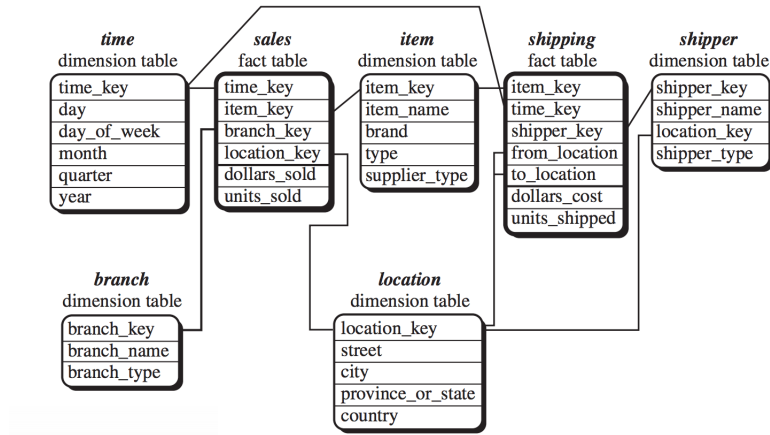 time
dimension table
time_key
day
day_of_week
month
quarter
year
sales
fact table
time_key
item_key
branch_key
location_key
dollars_sold
units_sold
item
dimension table
item_key
item_name
brand
type
supplier_type
shipping
fact table
item_key
time_key
shipper_key
from_location
to_location
dollars_cost
units_shipped
shipper
dimension table
shipper_key
shipper_name
location_key
shipper_type
branch
dimension table
branch_key
branch_name
branch_type
location
dimension table
location_key
street
city
province_or_state
country